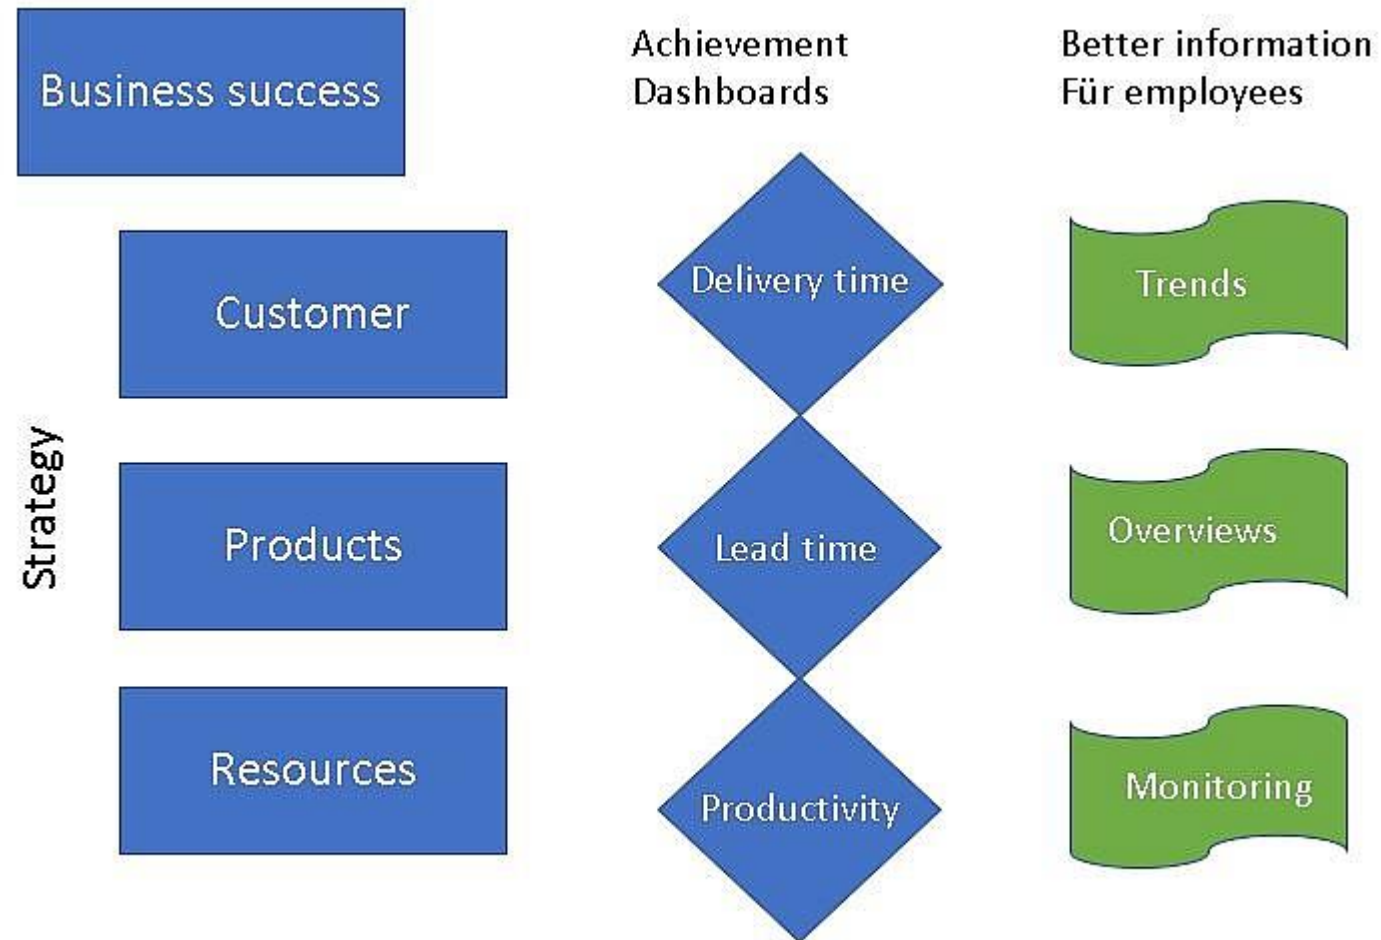 Business success
Achievement
Dashboards
Better information
Für employees
Strategy
Customer
Delivery time
Trends
Products
Lead time
Overviews
Resources
Productivity
Monitoring